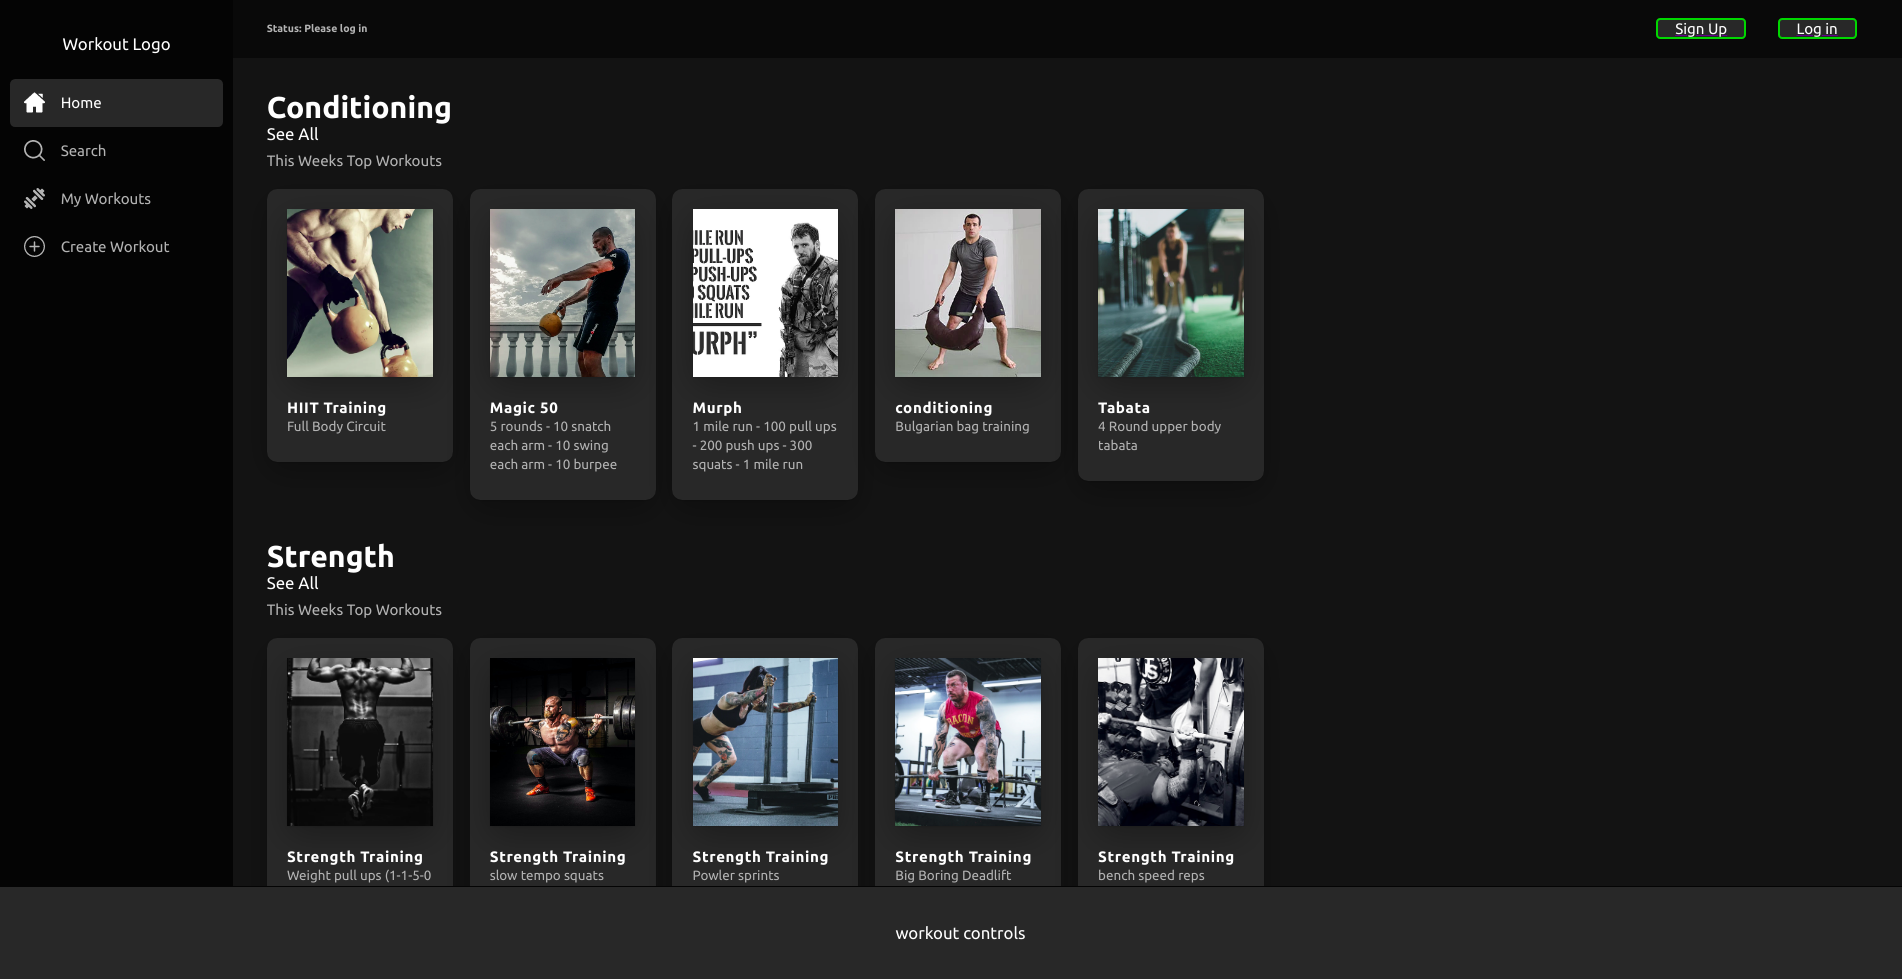 Workout Logo
Home
Search
My Workouts
Create Workout
Status: Please log in
Sign Up
Log in
Conditioning
See All
This Weeks Top Workouts
ILE RUN
PULL-UPS
PUSH-UPS
SQUATS
ILE RUN
URPH"
HIIT Training
Full Body Circuit
Magic 50
5 rounds - 10 snatch
each arm - 10 swing
each arm - 10 burpee
Murph
1 mile run - 100 pull ups
- 200 push ups - 300
squats - 1 mile run
conditioning
Bulgarian bag training
Tabata
4 Round upper body
tabata
Strength
See All
This Weeks Top Workouts
BACON
Strength Training
Weight pull ups (1-1-5-0
Strength Training
slow tempo squats
Strength Training
Powler sprints
Strength Training
Big Boring Deadlift
Strength Training
bench speed reps
workout controls